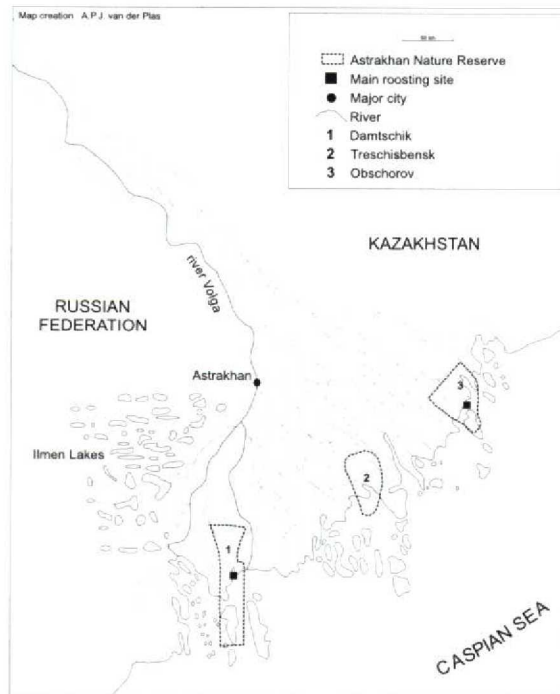 Map creation A.P.J. van der Plas
Astrakhan Nature Reserve
Main roosting site
Major city
River
1 Damtschik
2 Treschisbensk
3 Obschorov
KAZAKHSTAN
river Volga
RUSSIAN
FEDERATION
Astrakhan
3
Ilmen Lakes
2
1
CASPIAN SEA